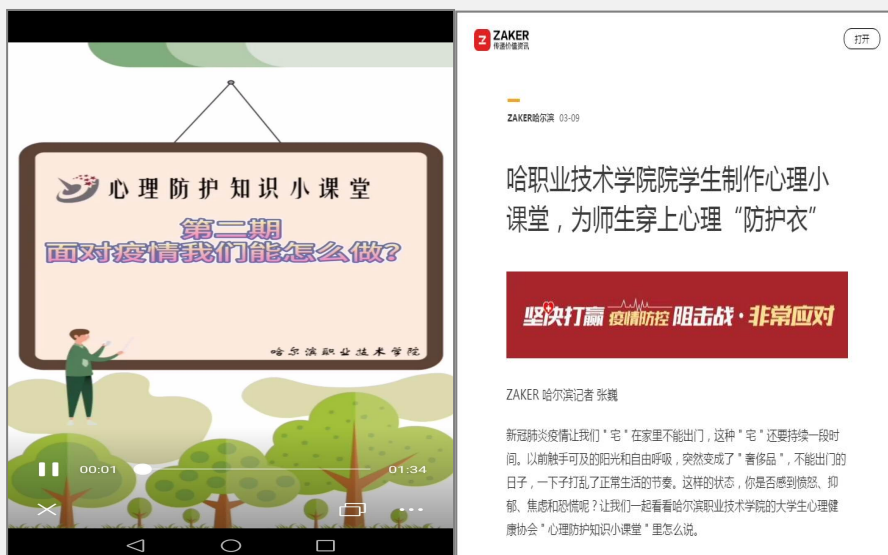 心理防护知识小课堂
第二期
面对疫情我们能怎么做?
哈尔滨职业技术学院
00:01
01:34
ZAKER
传递价值资讯
打开
ZAKER哈尔滨 03-09
哈职业技术学院院学生制作心理小
课堂，为师生穿上心理“防护衣”
坚决打赢 疫情防控 阻击战·非常应对
ZAKER 哈尔滨记者 张巍
新冠肺炎疫情让我们 " 宅 " 在家里不能出门，这种 " 宅 " 还要持续一段时
间。以前触手可及的阳光和自由呼吸，突然变成了 " 奢侈品 "，不能出门的
日子，一下子打乱了正常生活的节奏。这样的状态，你是否感到愤怒、抑
郁、焦虑和恐慌呢？让我们一起看看哈尔滨职业技术学院的大学生心理健
康协会 " 心理防护知识小课堂 " 里怎么说。